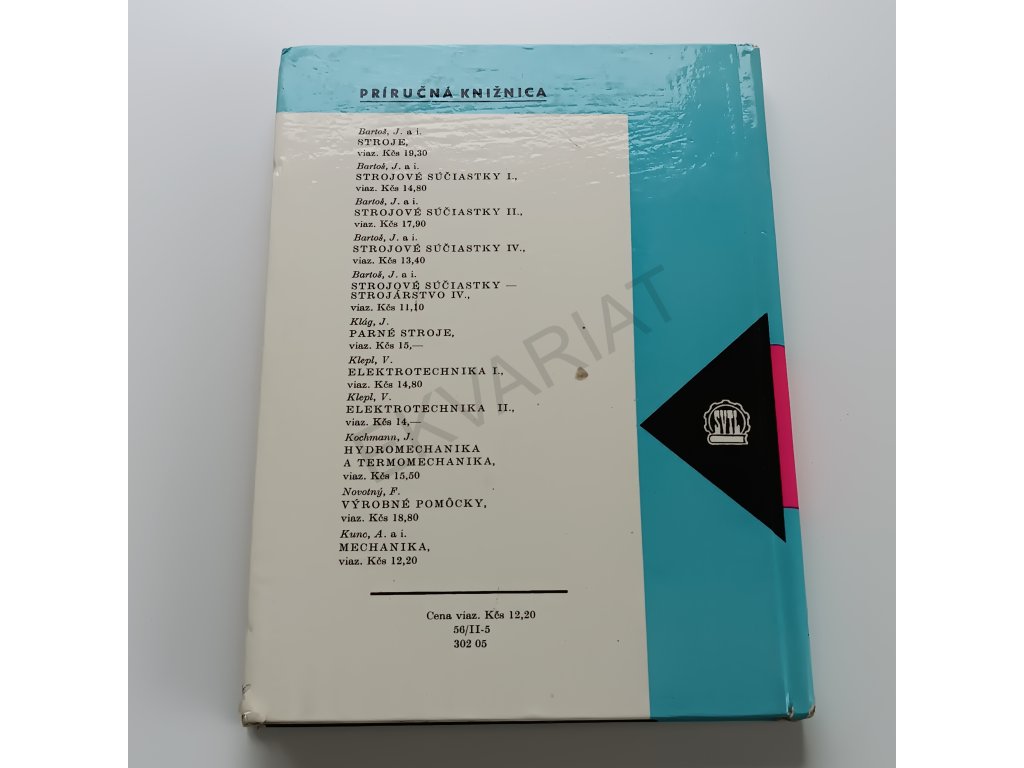 PRÍRUČNÁ KNIŽNICA
Bartoš, J. a i.
STROJE,
viaz. Kčs 19,30
Bartoš, J. a i.
STROJOVÉ SÚČIASTKY I.,
viaz. Kčs 14,80
Bartoš, J. a i.
STROJOVÉ SÚČIASTKY II.,
viaz. Kčs 17,90
Bartoš, J. a i.
STROJOVÉ SÚČIASTKY IV.,
viaz. Kčs 13,40
Bartoš, J. a i.
STROJOVÉ SÚČIASTKY —
STROJÁRSTVO IV.,
viaz. Kčs 11,10
Klág, J.
PARNÉ STROJE,
viaz. Kčs 15,—
Klepl, V.
ELEKTROTECHNIKA I.,
viaz. Kčs 14,80
Klepl, V.
ELEKTROTECHNIKA II.,
viaz. Kčs 14,—
Kochmann, J.
HYDROMECHANIKA
A TERMOMECHANIKA,
viaz. Kčs 15,50
Novotný, F.
VÝROBNÉ POMÔCKY,
viaz. Kčs 18,80
Kunc, A. a i.
MECHANIKA,
viaz. Kčs 12,20
Cena viaz. Kčs 12,20
56/II-5
302 05
SVTL